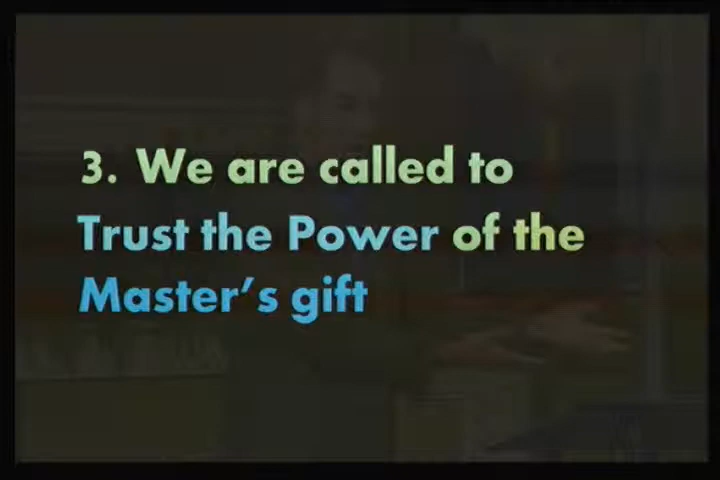 3. We are called to
Trust the Power of the
Master's gift